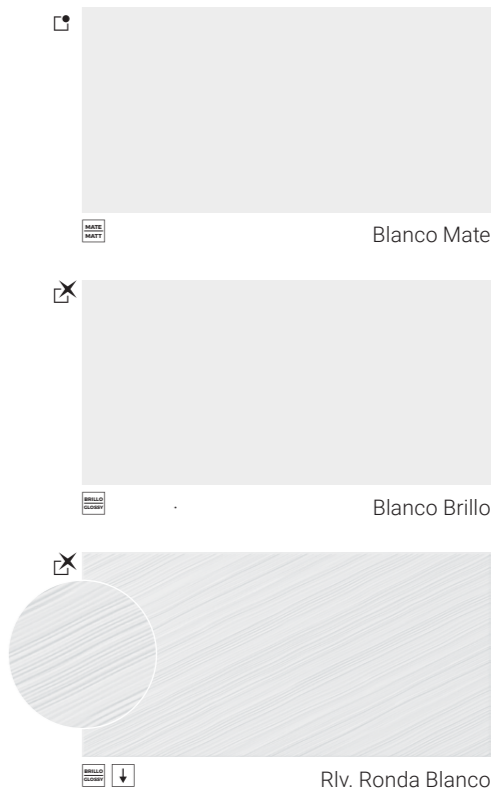 MATE
MATT
Blanco Mate
BRILLO
GLOSSY
Blanco Brillo
BRILLO
GLOSSY
Rlv. Ronda Blanco